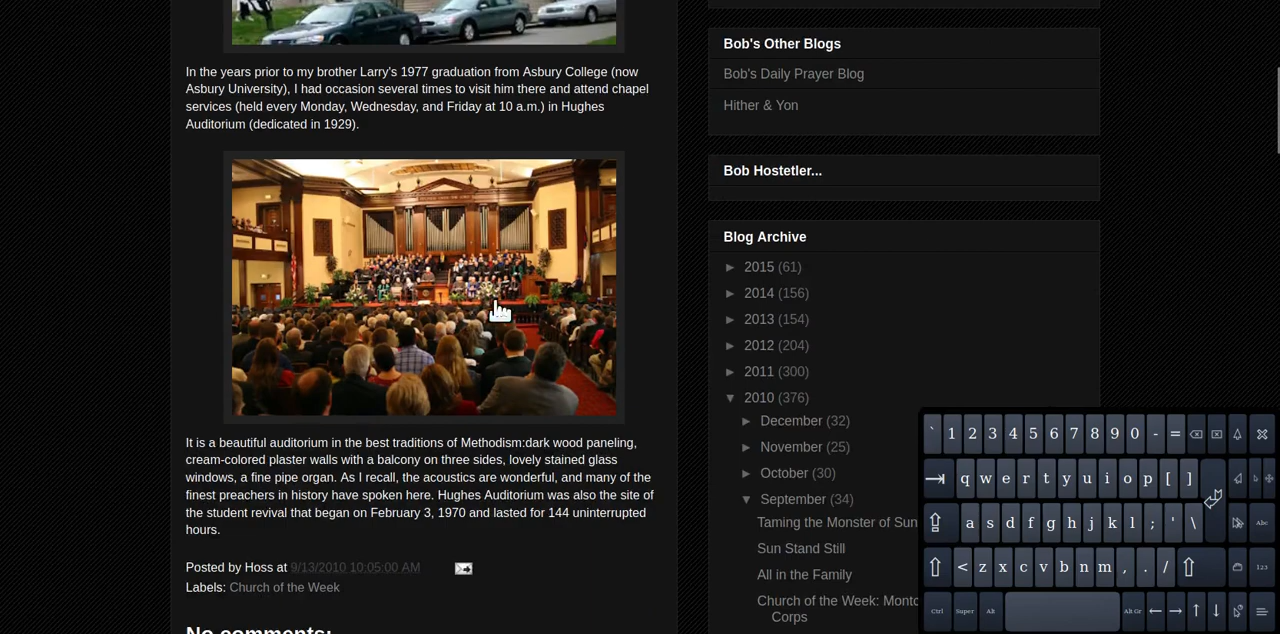 In the years prior to my brother Larry's 1977 graduation from Asbury College (now
Asbury University), I had occasion several times to visit him there and attend chapel
services (held every Monday, Wednesday, and Friday at 10 a.m.) in Hughes
Auditorium (dedicated in 1929).
It is a beautiful auditorium in the best traditions of Methodism:dark wood paneling,
cream-colored plaster walls with a balcony on three sides, lovely stained glass
windows, a fine pipe organ. As I recall, the acoustics are wonderful, and many of the
finest preachers in history have spoken here. Hughes Auditorium was also the site of
the student revival that began on February 3, 1970 and lasted for 144 uninterrupted
hours.
Posted by Hoss at 9/13/2010 10:05:00 AM
Labels: Church of the Week
No comments:
Bob's Other Blogs
Bob's Daily Prayer Blog
Hither & Yon
Bob Hostetler...
Blog Archive
► 2015 (61)
► 2014 (156)
► 2013 (154)
► 2012 (204)
► 2011 (300)
▼ 2010 (376)
► December (32)
► November (25)
► October (30)
▼ September (34)
Taming the Monster of Sun
Sun Stand Still
All in the Family
Church of the Week: Montc
Corps
` 1 2 3 4 5 6 7 8 9 0 - =
q w e r t y u i o p [ ]
a s d f g h j k l ; ' \ Abc
< z x c v b n m , . / 123
Ctrl Super Alt Alt Gr